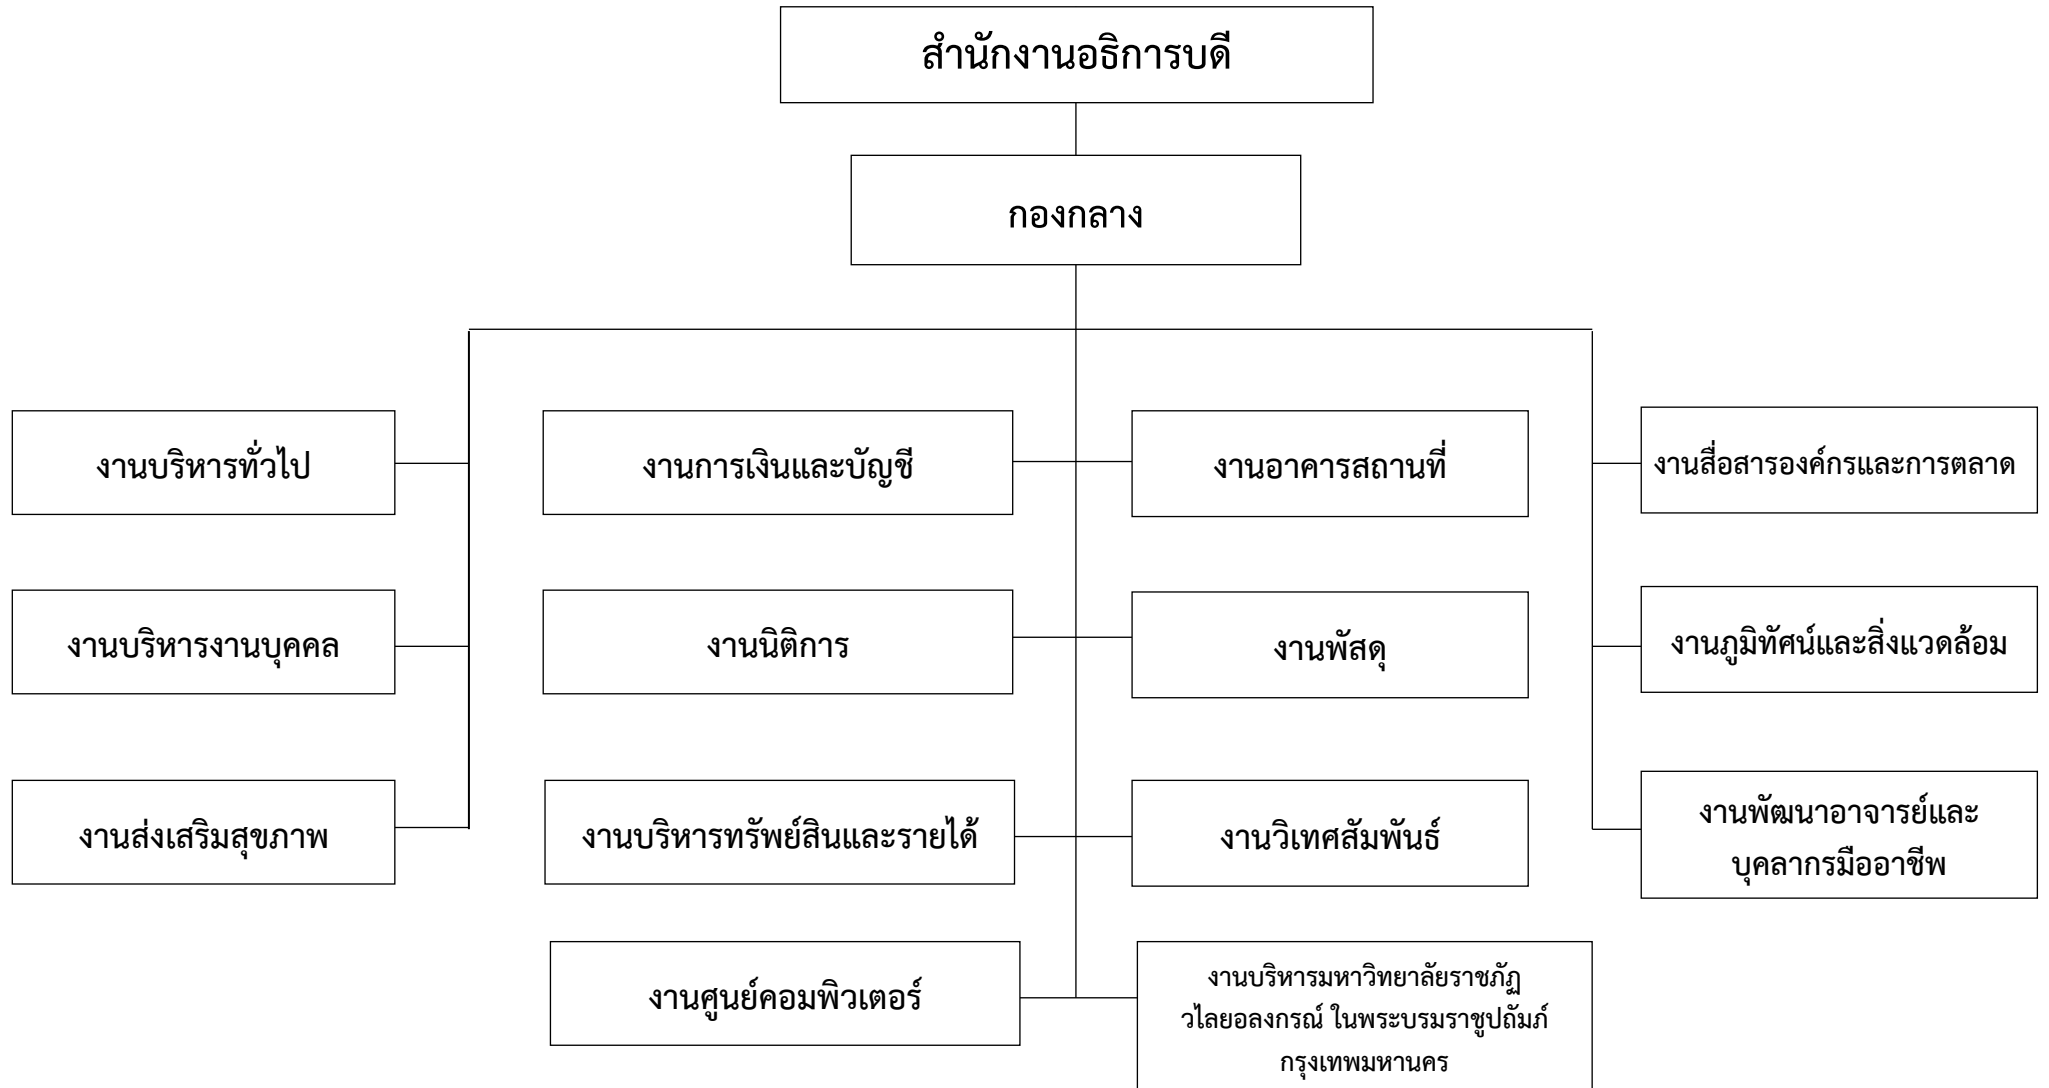 สำนักงานอธิการบดี
กองกลาง
งานบริหารทั่วไป
งานการเงินและบัญชี
งานอาคารสถานที่
งานสื่อสารองค์กรและการตลาด
งานบริหารงานบุคคล
งานนิติการ
งานพัสดุ
งานภูมิทัศน์และสิ่งแวดล้อม
งานส่งเสริมสุขภาพ
งานบริหารทรัพย์สินและรายได้
งานวิเทศสัมพันธ์
งานพัฒนาอาจารย์และ
บุคลากรมืออาชีพ
งานศูนย์คอมพิวเตอร์
งานบริหารมหาวิทยาลัยราชภัฏ
วไลยอลงกรณ์ ในพระบรมราชูปถัมภ์
กรุงเทพมหานคร